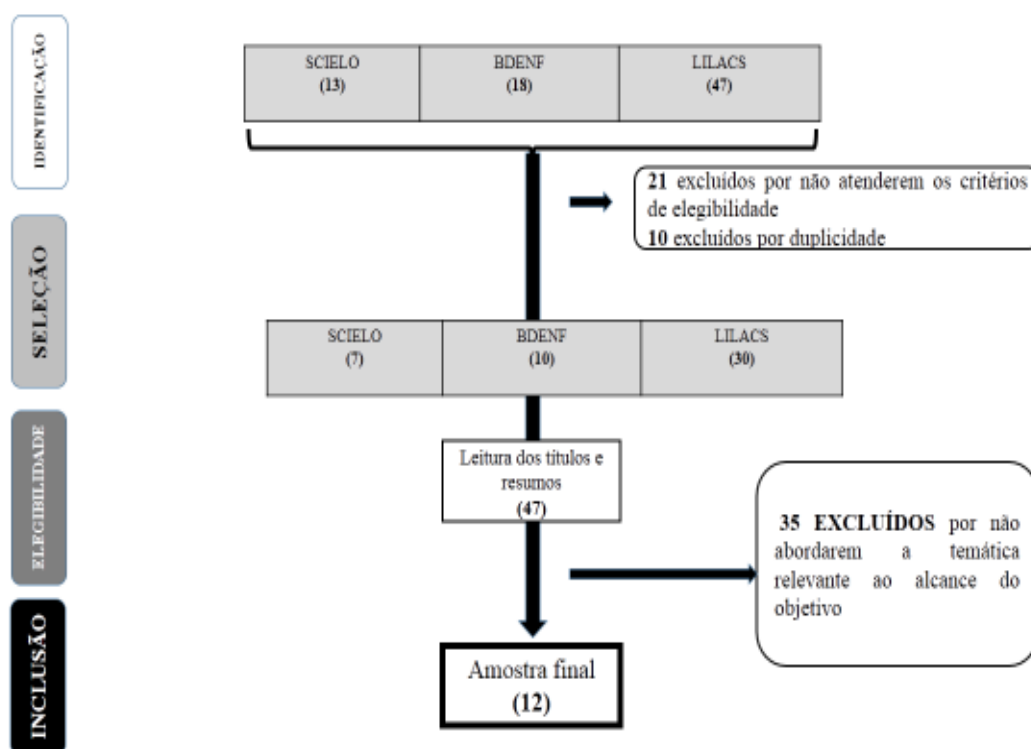 IDENTIFICAÇÃO
SCIELO
(13)
BDENF
(18)
LILACS
(47)
21 excluídos por não atenderem os critérios
de elegibilidade
10 excluídos por duplicidade
SELEÇÃO
SCIELO
(7)
BDENF
(10)
LILACS
(30)
ELEGIBILIDADE
Leitura dos títulos e
resumos
(47)
35 EXCLUÍDOS por não
abordarem a temática
relevante ao alcance do
objetivo
INCLUSÃO
Amostra final
(12)